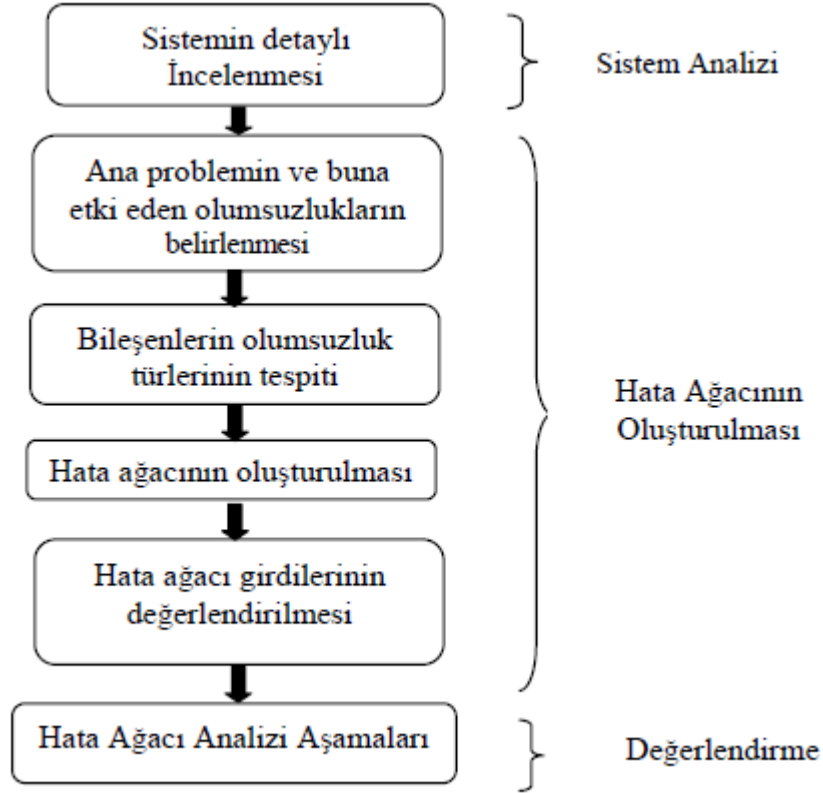 Sistemin detaylı
İncelenmesi
Sistem Analizi
Ana problemin ve buna
etki eden olumsuzlukların
belirlenmesi
Bileşenlerin olumsuzluk
türlerinin tespiti
Hata ağacının oluşturulması
Hata ağacı girdilerinin
değerlendirilmesi
Hata Ağacının
Oluşturulması
Hata Ağacı Analizi Aşamaları
Değerlendirme